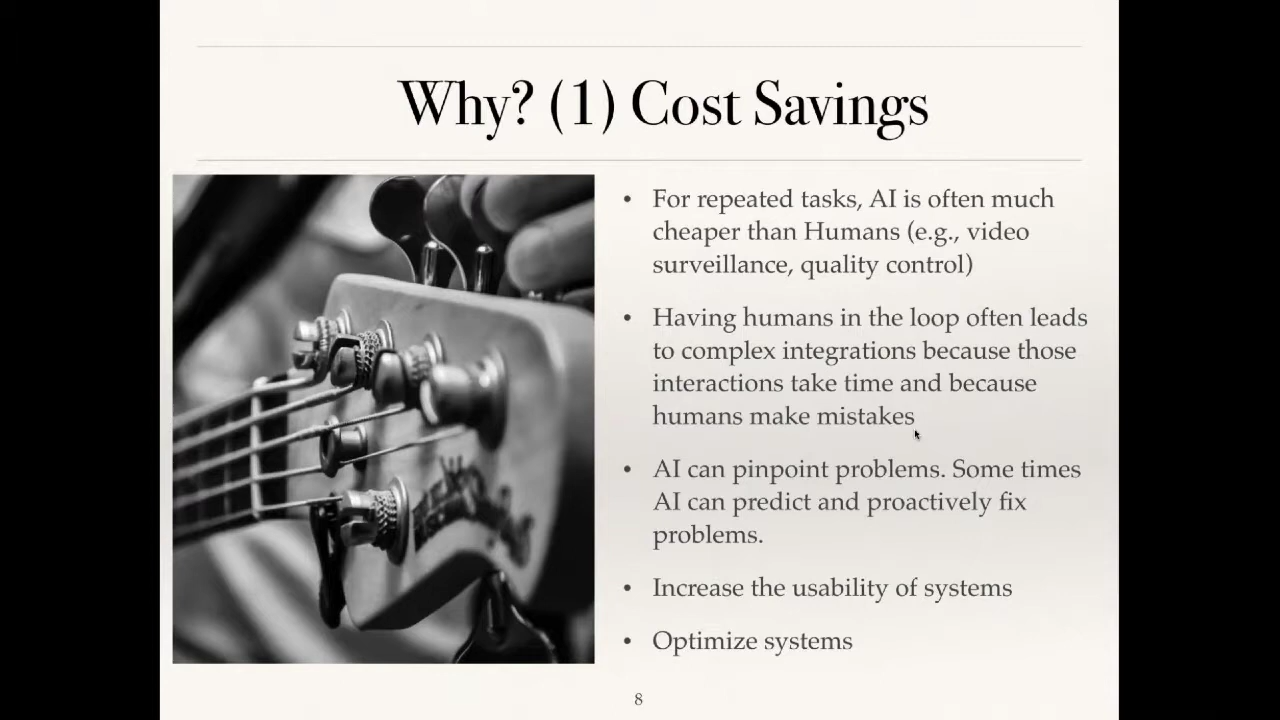 Why? (1) Cost Savings
• For repeated tasks, AI is often much
cheaper than Humans (e.g., video
surveillance, quality control)
• Having humans in the loop often leads
to complex integrations because those
interactions take time and because
humans make mistakes
• AI can pinpoint problems. Some times
AI can predict and proactively fix
problems.
• Increase the usability of systems
• Optimize systems
8